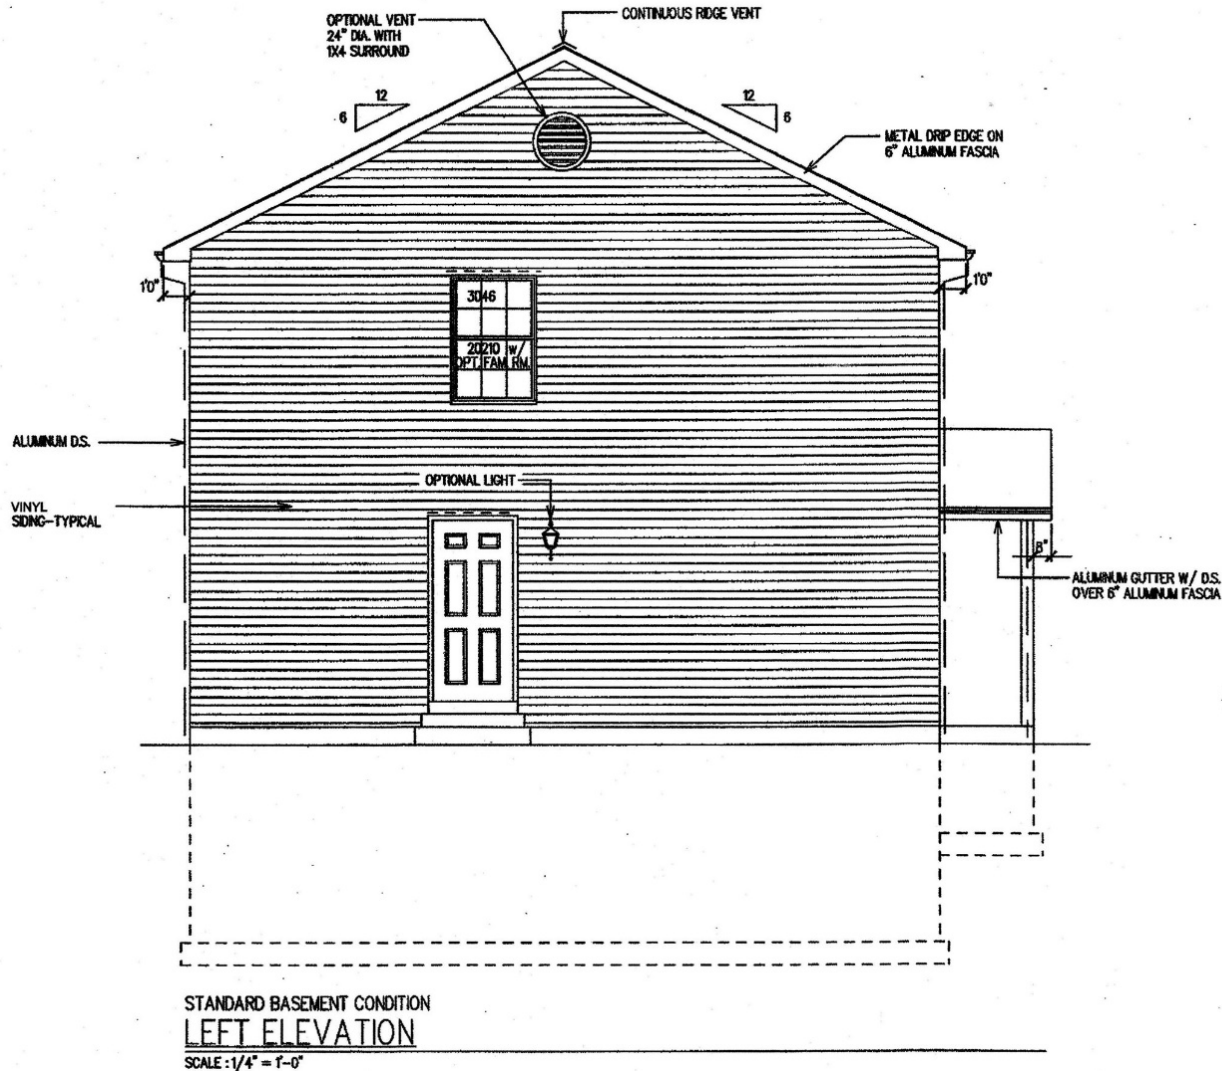 OPTIONAL VENT
24" DIA. WITH
1X4 SURROUND
CONTINUOUS RIDGE VENT
12
6
12
6
METAL DRIP EDGE ON
6" ALUMINUM FASCIA
1'0"
1'0"
3046
20210 W/
OPT. FAM. RM.
ALUMINUM D.S.
OPTIONAL LIGHT
VINYL
SIDING-TYPICAL
8"
ALUMINUM GUTTER W/ D.S.
OVER 6" ALUMINUM FASCIA
STANDARD BASEMENT CONDITION
LEFT ELEVATION
SCALE : 1/4" = 1'-0"